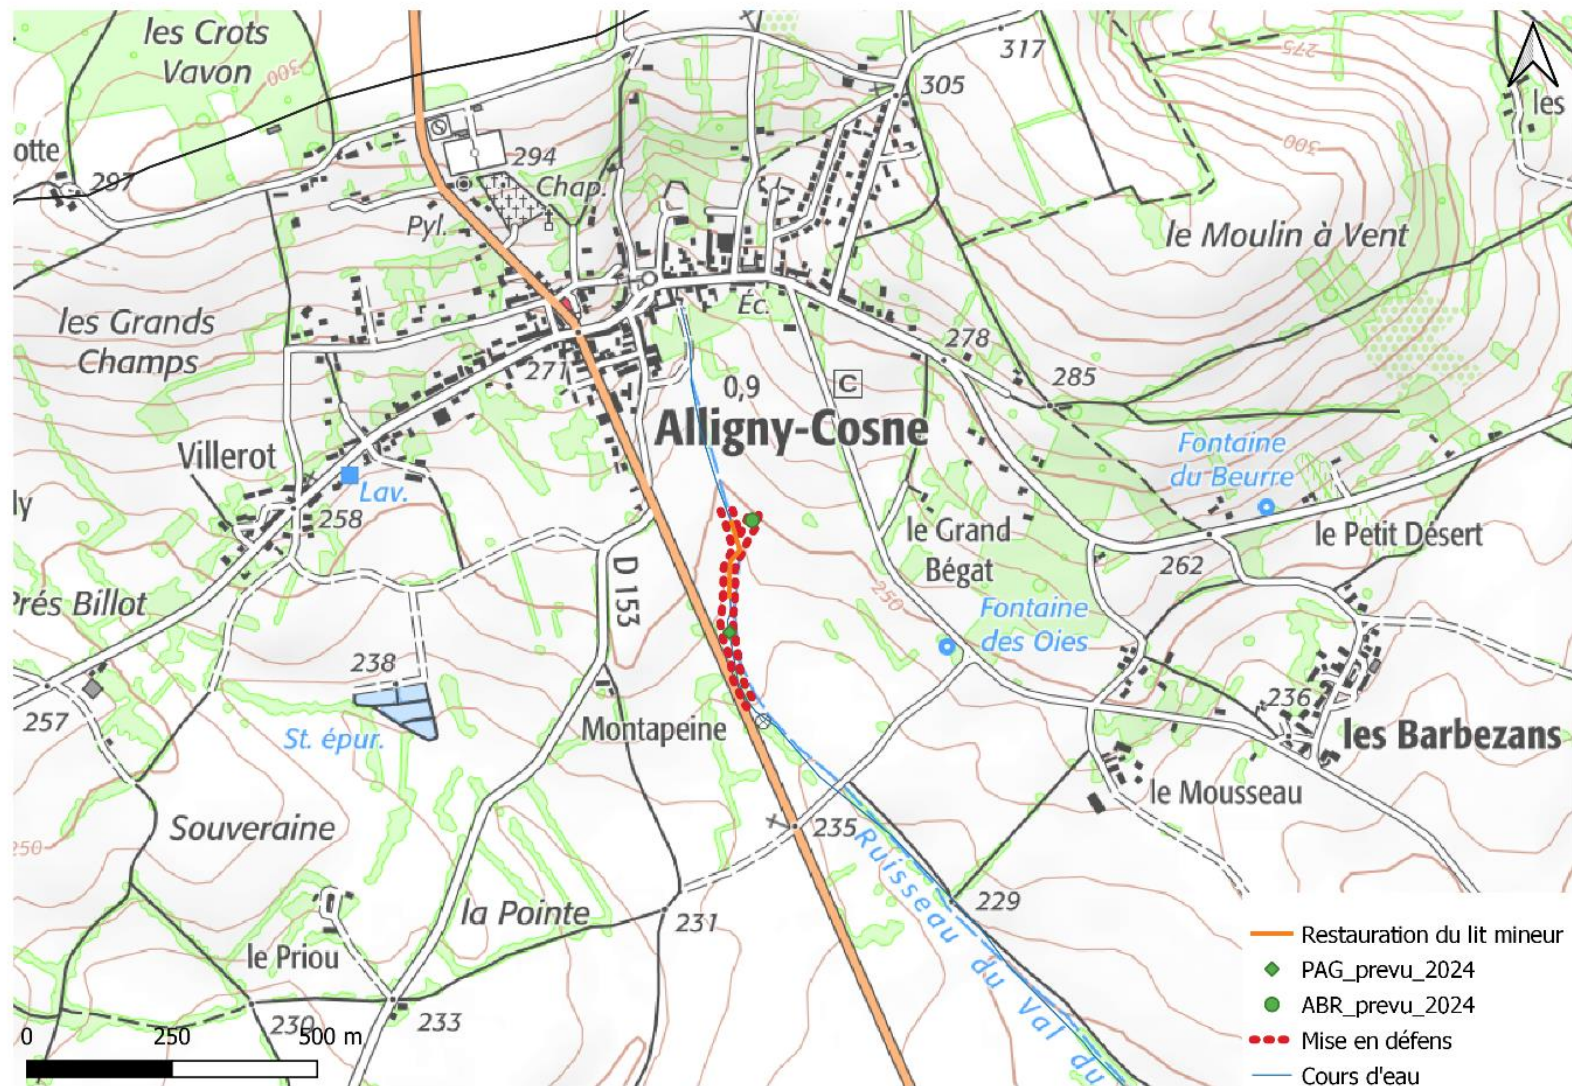 les Crots
Vavon
300
317
305
275
les
otte
297
294
Chap.
Pyl.
300
le Moulin à Vent
les Grands
Champs
Éc.
278
271
0,9
C
285
Alligny-Cosne
Villerot
Lav.
Fontaine
du Beurre
ly
258
le Grand
Bégat
le Petit Désert
262
D 153
Prés Billot
250
Fontaine
des Oies
238
257
236
St. épur.
Montapeine
les Barbezans
le Mousseau
Souveraine
235
250
Ruisseau du Val du
229
la Pointe
231
le Priou
230
233
0 250 500 m
Restauration du lit mineur
PAG_prevu_2024
ABR_prevu_2024
Mise en défens
Cours d'eau